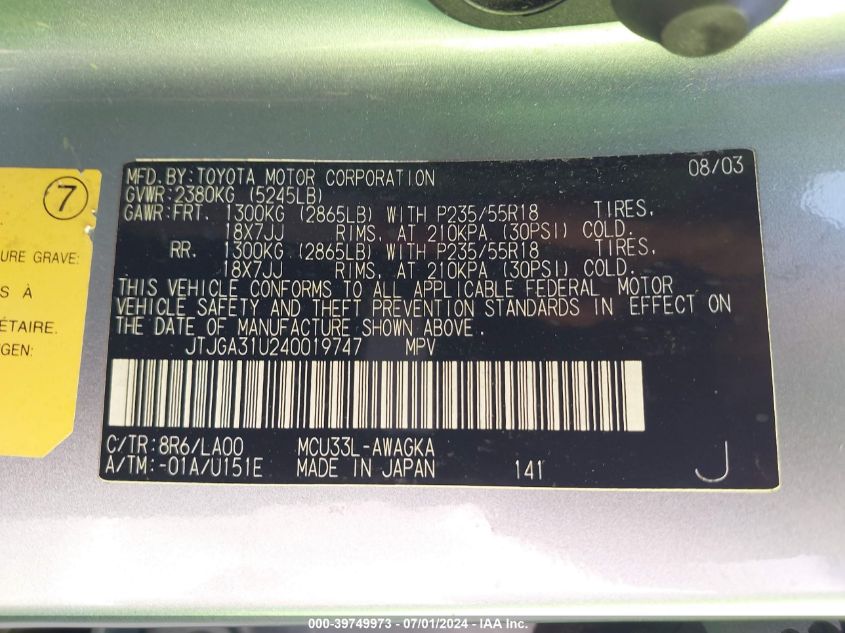 7
URE GRAVE:
S À
ÉTAIRE.
GEN:
MFD.BY:TOYOTA MOTOR CORPORATION 08/03
GVWR:2380KG (5245LB)
GAWR:FRT. 1300KG (2865LB) WITH P235/55R18 TIRES,
18X7JJ RIMS, AT 210KPA (30PSI) COLD.
RR. 1300KG (2865LB) WITH P235/55R18 TIRES,
18X7JJ RIMS, AT 210KPA (30PSI) COLD.
THIS VEHICLE CONFORMS TO ALL APPLICABLE FEDERAL MOTOR
VEHICLE SAFETY AND THEFT PREVENTION STANDARDS IN EFFECT ON
THE DATE OF MANUFACTURE SHOWN ABOVE.
JTJGA31U240019747 MPV
C/TR:8R6/LA00 MCU33L-AWAGKA
A/TM:-01A/U151E MADE IN JAPAN 141 J
000-39749973 - 07/01/2024 - IAA Inc.